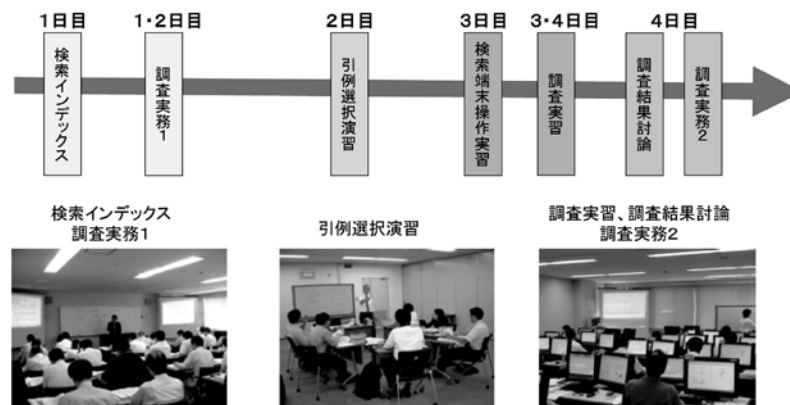 1日目
1・2日目
2日目
3日目
3・4日目
4日目
検索インデックス
調査実務1
引例選択演習
検索端末操作実習
調査実習
調査結果討論
調査実務2
検索インデックス
調査実務1
引例選択演習
調査実習、調査結果討論
調査実務2